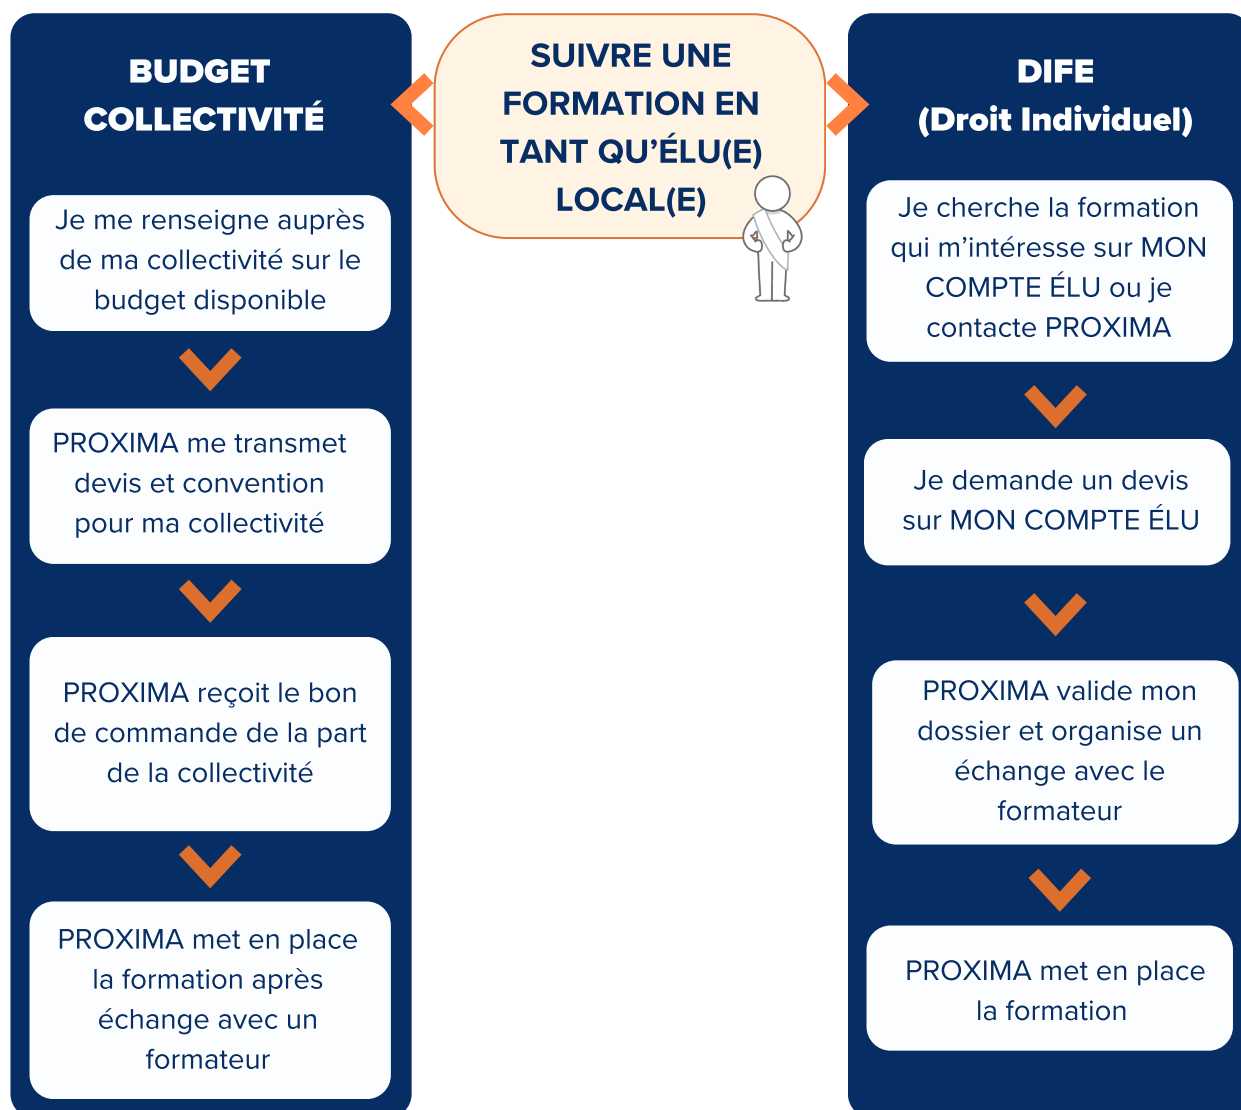 SUIVRE UNE
FORMATION EN
TANT QU’ÉLU(E)
LOCAL(E)
BUDGET
COLLECTIVITÉ
Je me renseigne auprès
de ma collectivité sur le
budget disponible
PROXIMA me transmet
devis et convention
pour ma collectivité
PROXIMA reçoit le bon
de commande de la part
de la collectivité
PROXIMA met en place
la formation après
échange avec un
formateur
DIFE
(Droit Individuel)
Je cherche la formation
qui m’intéresse sur MON
COMPTE ÉLU ou je
contacte PROXIMA
Je demande un devis
sur MON COMPTE ÉLU
PROXIMA valide mon
dossier et organise un
échange avec le
formateur
PROXIMA met en place
la formation